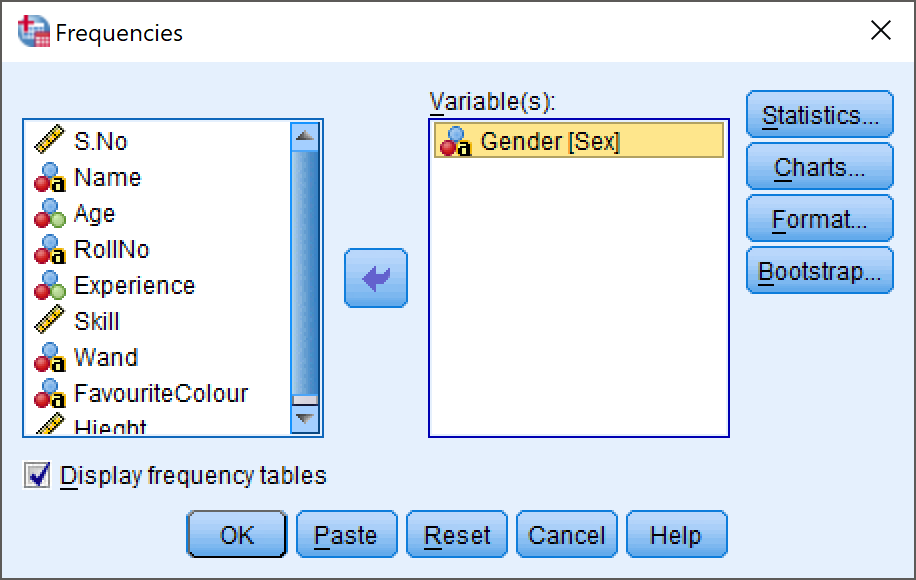 Frequencies
Variable(s):
S.No
Name
Age
RollNo
Experience
Skill
Wand
FavouriteColour
Hieght
Gender [Sex]
Statistics...
Charts...
Format...
Bootstrap...
Display frequency tables
OK
Paste
Reset
Cancel
Help